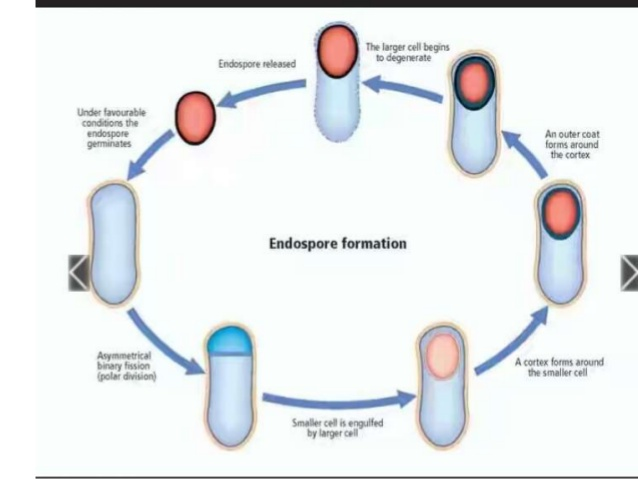 The larger cell begins
to degenerate
Endospore released
Under favourable
conditions the
endospore
germinates
An outer coat
forms around
the cortex
Endospore formation
Asymmetrical
binary fission
(polar division)
A cortex forms around
the smaller cell
Smaller cell is engulfed
by larger cell